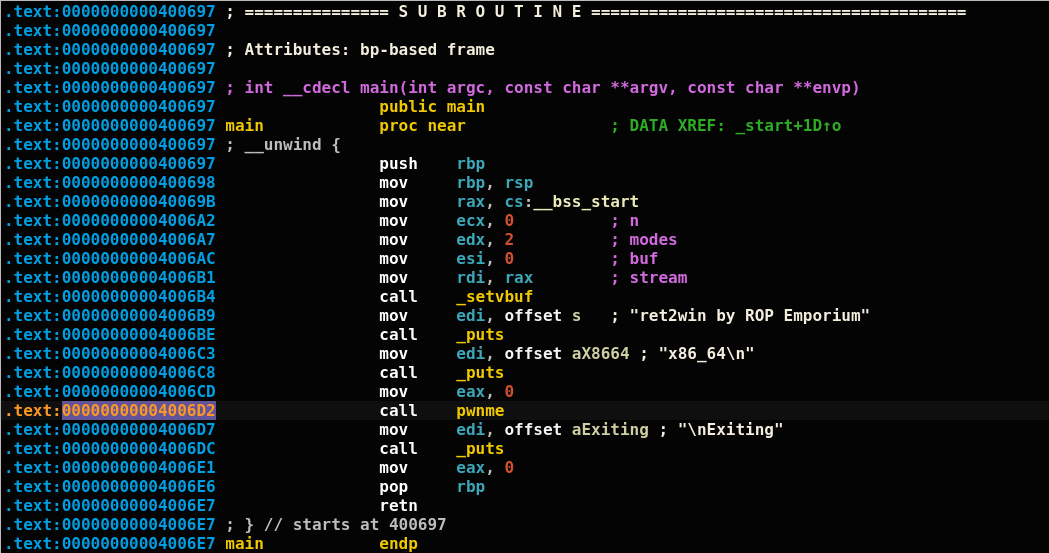 .text:0000000000400697 ; =============== S U B R O U T I N E =======================================
.text:0000000000400697
.text:0000000000400697 ; Attributes: bp-based frame
.text:0000000000400697
.text:0000000000400697 ; int __cdecl main(int argc, const char **argv, const char **envp)
.text:0000000000400697                 public main
.text:0000000000400697 main            proc near               ; DATA XREF: _start+1D↑o
.text:0000000000400697 ; __unwind {
.text:0000000000400697                 push    rbp
.text:0000000000400698                 mov     rbp, rsp
.text:000000000040069B                 mov     rax, cs:__bss_start
.text:00000000004006A2                 mov     ecx, 0          ; n
.text:00000000004006A7                 mov     edx, 2          ; modes
.text:00000000004006AC                 mov     esi, 0          ; buf
.text:00000000004006B1                 mov     rdi, rax        ; stream
.text:00000000004006B4                 call    _setvbuf
.text:00000000004006B9                 mov     edi, offset s   ; "ret2win by ROP Emporium"
.text:00000000004006BE                 call    _puts
.text:00000000004006C3                 mov     edi, offset aX8664 ; "x86_64\n"
.text:00000000004006C8                 call    _puts
.text:00000000004006CD                 mov     eax, 0
.text:00000000004006D2                 call    pwnme
.text:00000000004006D7                 mov     edi, offset aExiting ; "\nExiting"
.text:00000000004006DC                 call    _puts
.text:00000000004006E1                 mov     eax, 0
.text:00000000004006E6                 pop     rbp
.text:00000000004006E7                 retn
.text:00000000004006E7 ; } // starts at 400697
.text:00000000004006E7 main            endp